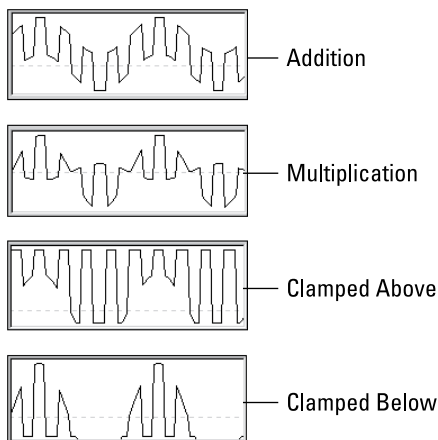 Addition
Multiplication
Clamped Above
Clamped Below